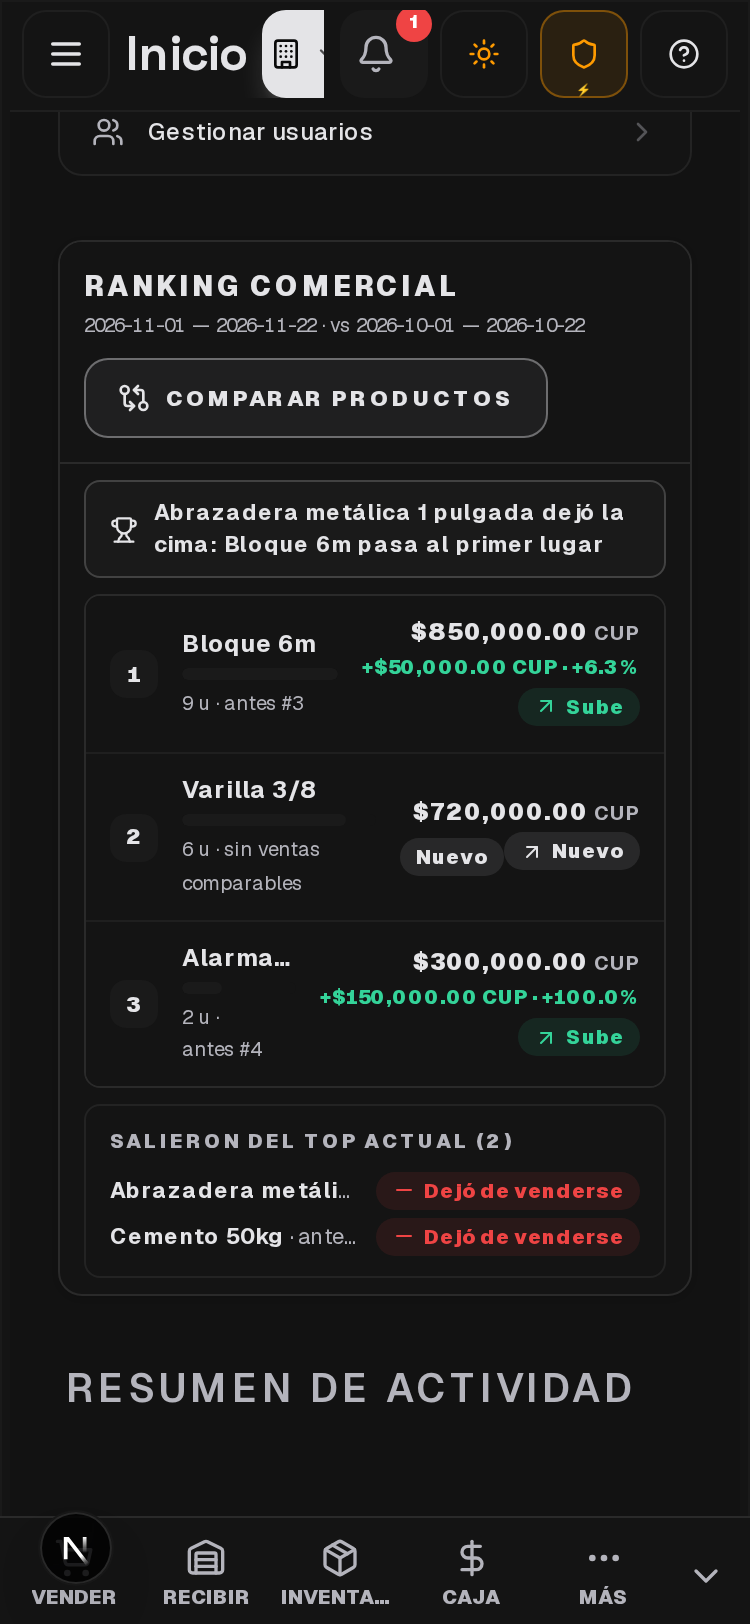 Inicio
1
Gestionar usuarios
RANKING COMERCIAL
2026-11-01 — 2026-11-22 · vs 2026-10-01 — 2026-10-22
COMPARAR PRODUCTOS
Abrazadera metálica 1 pulgada dejó la
cima: Bloque 6m pasa al primer lugar
1
Bloque 6m
9 u · antes #3
$850,000.00 CUP
+$50,000.00 CUP · +6.3%
Sube
2
Varilla 3/8
6 u · sin ventas
comparables
$720,000.00 CUP
Nuevo
Nuevo
3
Alarma…
2 u ·
antes #4
$300,000.00 CUP
+$150,000.00 CUP · +100.0%
Sube
SALIERON DEL TOP ACTUAL (2)
Abrazadera metáli… — Dejó de venderse
Cemento 50kg · ante… — Dejó de venderse
RESUMEN DE ACTIVIDAD
N
VENDER
RECIBIR
INVENTA…
CAJA
MÁS